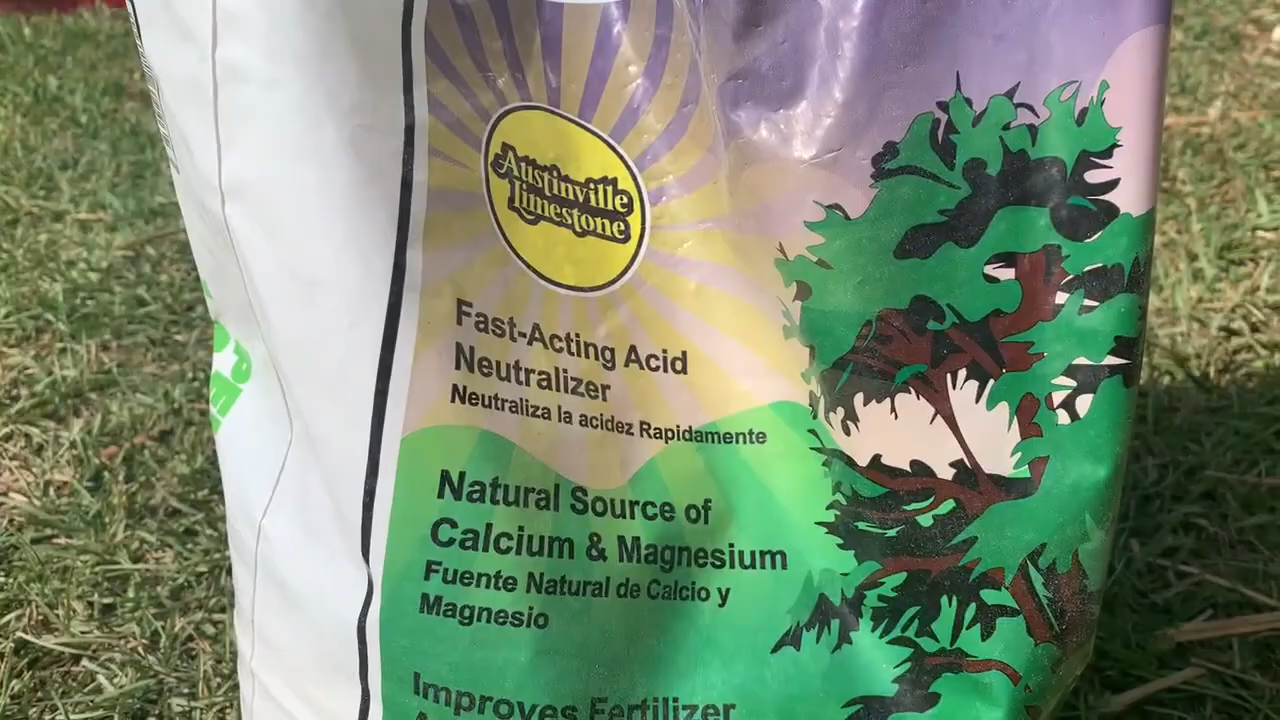 Austinville
Limestone
Fast-Acting Acid
Neutralizer
Neutraliza la acidez Rapidamente
Natural Source of
Calcium & Magnesium
Fuente Natural de Calcio y
Magnesio
Improves Fertilizer